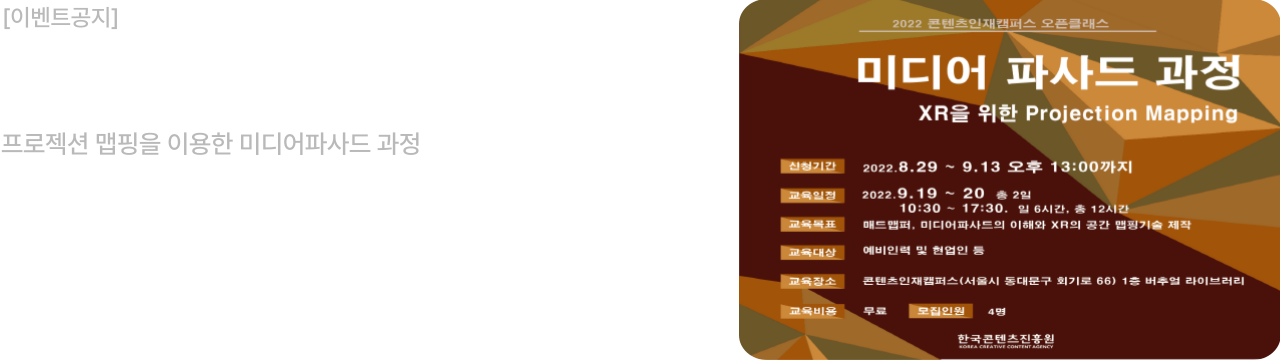 [이벤트공지]
프로젝션 맵핑을 이용한 미디어파사드 과정
2022 콘텐츠인재캠퍼스 오픈클래스
미디어 파사드 과정
XR을 위한 Projection Mapping
신청기간 2022.8.29 ~ 9.13 오후 13:00까지
교육일정 2022.9.19 ~ 20 총 2일
10:30 ~ 17:30. 일 6시간, 총 12시간
교육목표 매드맵퍼, 미디어파사드의 이해와 XR의 공간 맵핑기술 제작
교육대상 예비인력 및 현업인 등
교육장소 콘텐츠인재캠퍼스(서울시 동대문구 회기로 66) 1층 버추얼 라이브러리
교육비용 무료 모집인원 4명
한국콘텐츠진흥원
KOREA CREATIVE CONTENT AGENCY